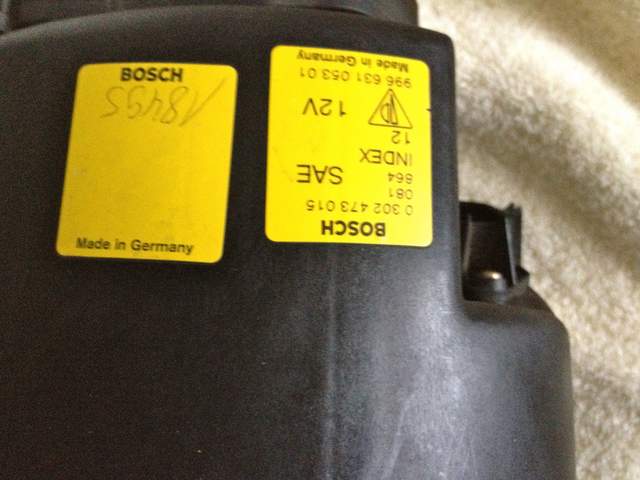 BOSCH
18495
Made in Germany
BOSCH
0 302 473 015
081
864 SAE
INDEX
12
12V
996 631 053 01
Made in Germany